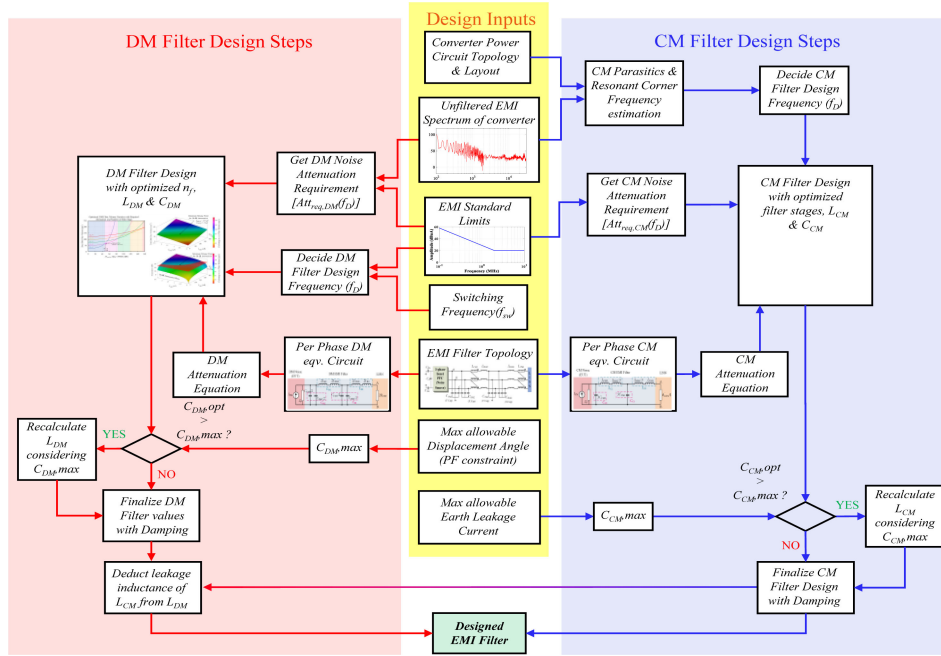 Design Inputs
DM Filter Design Steps
CM Filter Design Steps
Converter Power
Circuit Topology
& Layout
CM Parasitics &
Resonant Corner
Frequency
estimation
Decide CM
Filter Design
Frequency (fD)
Unfiltered EMI
Spectrum of converter
DM Filter Design
with optimized nf,
LDM & CDM
Get DM Noise
Attenuation
Requirement
[Attreq,DM(fD)]
EMI Standard
Limits
Amplitude (dBuA)
Frequency (MHz)
Get CM Noise
Attenuation
Requirement
[Attreq,CM(fD)]
CM Filter Design
with optimized
filter stages, LCM
& CCM
Decide DM
Filter Design
Frequency (fD)
Switching
Frequency(fsw)
DM
Attenuation
Equation
Per Phase DM
eqv. Circuit
EMI Filter Topology
Per Phase CM
eqv. Circuit
CM
Attenuation
Equation
CDM,opt
>
CDM,max ?
Recalculate
LDM
considering
CDM,max
YES
NO
CDM,max
Max allowable
Displacement Angle
(PF constraint)
Finalize DM
Filter values
with Damping
Max allowable
Earth Leakage
Current
CCM,max
CCM,opt
>
CCM,max ?
YES
NO
Recalculate
LCM
considering
CCM,max
Deduct leakage
inductance of
LCM from LDM
Finalize CM
Filter Design
with Damping
Designed
EMI Filter